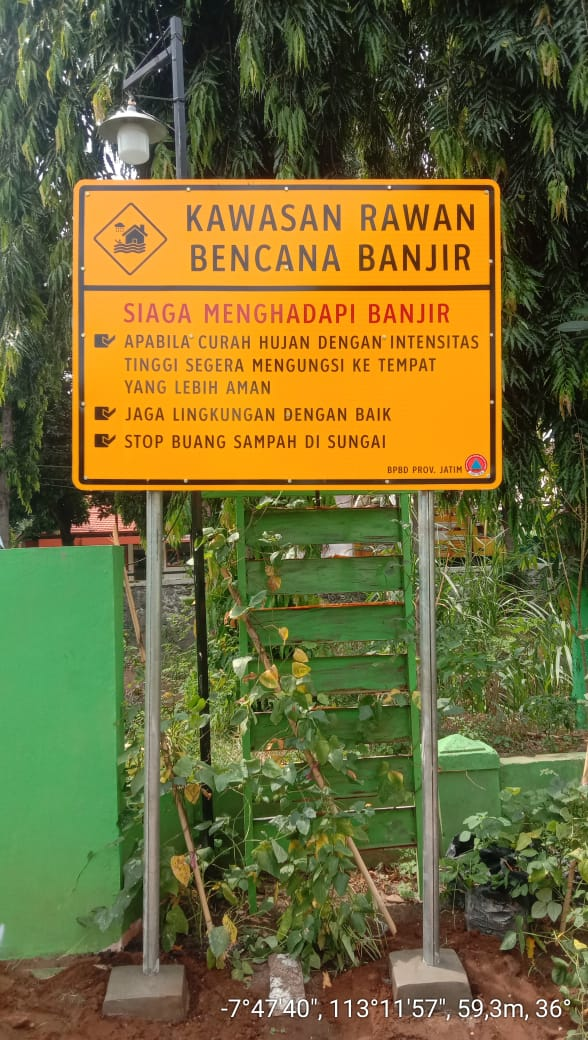 KAWASAN RAWAN
BENCANA BANJIR
SIAGA MENGHADAPI BANJIR
APABILA CURAH HUJAN DENGAN INTENSITAS
TINGGI SEGERA MENGUNGSI KE TEMPAT
YANG LEBIH AMAN
JAGA LINGKUNGAN DENGAN BAIK
STOP BUANG SAMPAH DI SUNGAI
BPBD PROV. JATIM
-7°47'40", 113°11'57", 59,3m, 36°